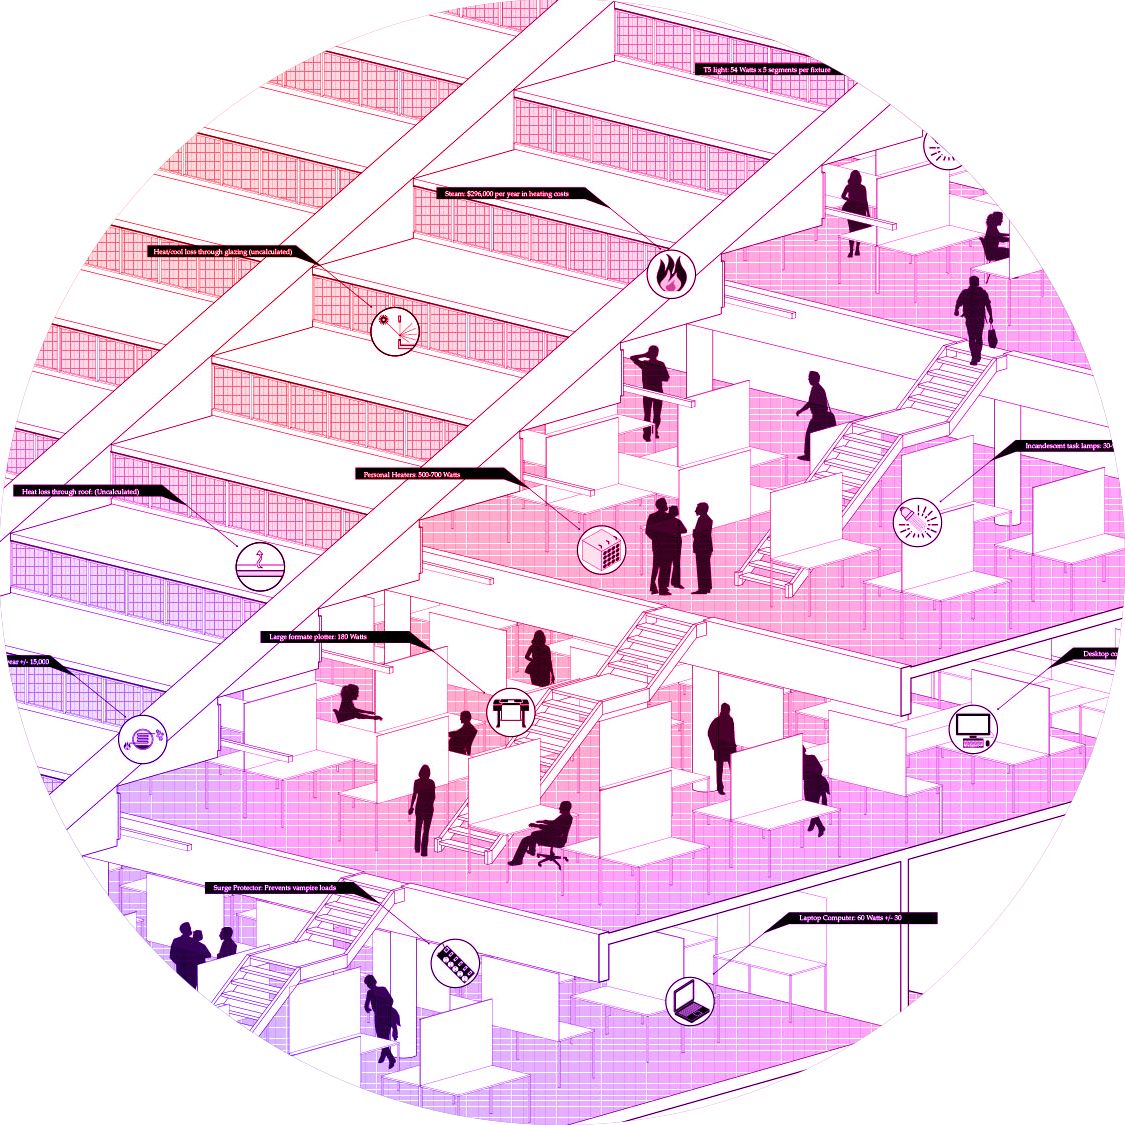 T5 light: 54 Watts x 5 segments per fixture
Steam: $296,000 per year in heating costs
Heat/cool loss through glazing (uncalculated)
Incandescent task lamps: 30-
Personal Heaters: 500-700 Watts
Heat loss through roof: (Uncalculated)
Large formate plotter: 180 Watts
Desktop co
year +/- 15,000
Surge Protector: Prevents vampire loads
Laptop Computer: 60 Watts +/- 30